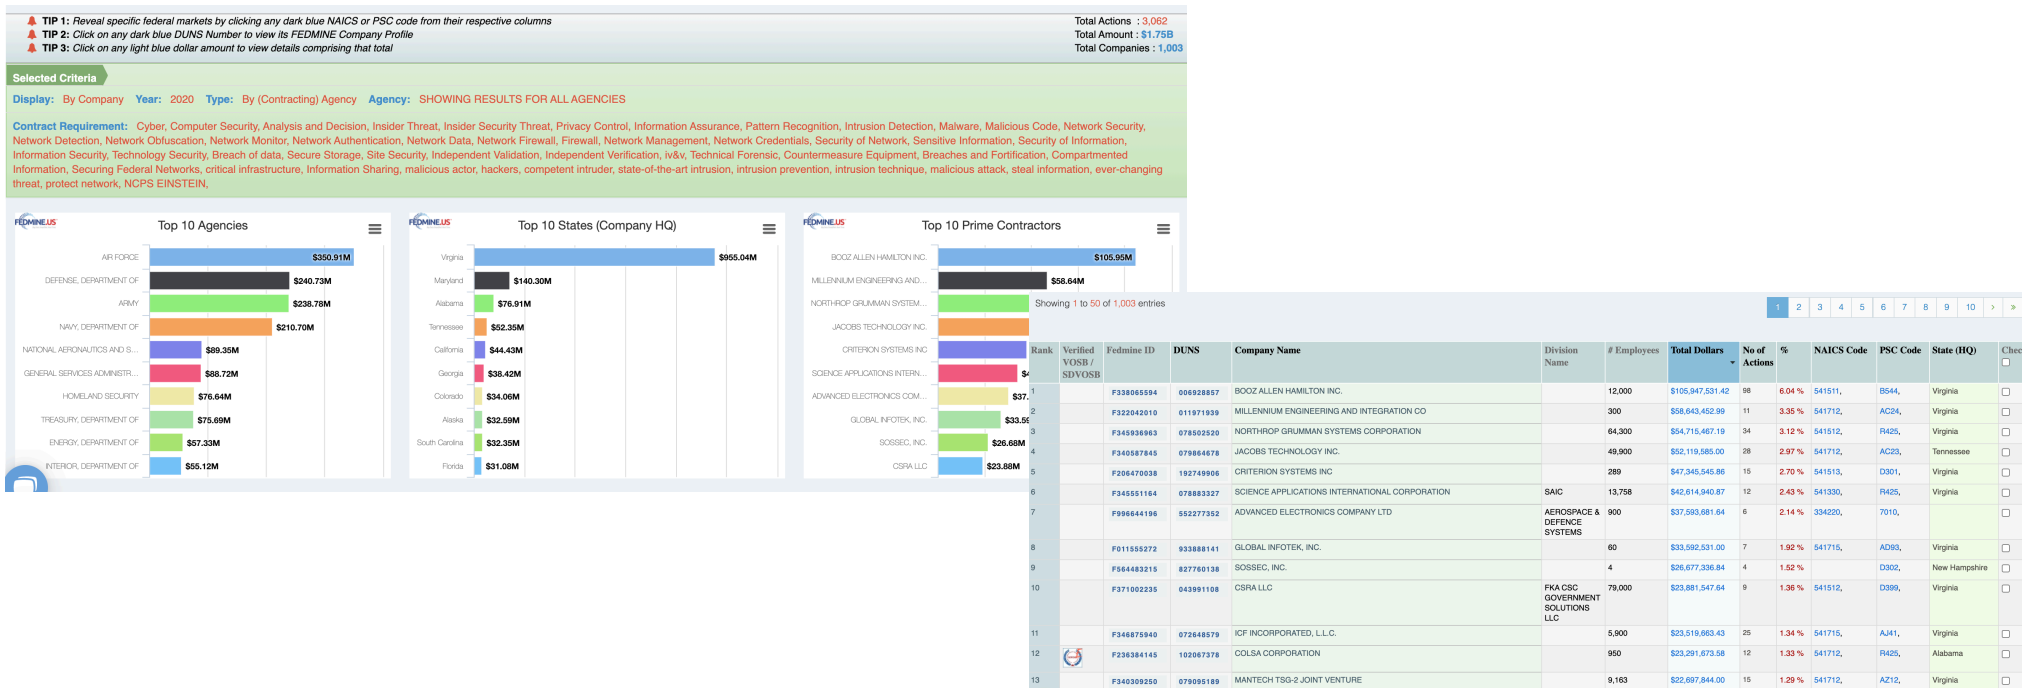 TIP 1: Reveal specific federal markets by clicking any dark blue NAICS or PSC code from their respective columns
TIP 2: Click on any dark blue DUNS Number to view its FEDMINE Company Profile
TIP 3: Click on any light blue dollar amount to view details comprising that total
Total Actions : 3,062
Total Amount : $1.75B
Total Companies : 1,003
Selected Criteria
Display: By Company Year: 2020 Type: By (Contracting) Agency Agency: SHOWING RESULTS FOR ALL AGENCIES
Contract Requirement: Cyber, Computer Security, Analysis and Decision, Insider Threat, Insider Security Threat, Privacy Control, Information Assurance, Pattern Recognition, Intrusion Detection, Malware, Malicious Code, Network Security,
Network Detection, Network Obfuscation, Network Monitor, Network Authentication, Network Data, Network Firewall, Firewall, Network Management, Network Credentials, Security of Network, Sensitive Information, Security of Information,
Information Security, Technology Security, Breach of data, Secure Storage, Site Security, Independent Validation, Independent Verification, iv&v, Technical Forensic, Countermeasure Equipment, Breaches and Fortification, Compartmented
Information, Securing Federal Networks, critical infrastructure, Information Sharing, malicious actor, hackers, competent intruder, state-of-the-art intrusion, intrusion prevention, intrusion technique, malicious attack, steal information, ever-changing
threat, protect network, NCPS EINSTEIN,
FEDMINE.US
Top 10 Agencies
AIR FORCE $350.91M
DEFENSE, DEPARTMENT OF $240.73M
ARMY $238.78M
NAVY, DEPARTMENT OF $210.70M
NATIONAL AERONAUTICS AND S... $89.35M
GENERAL SERVICES ADMINISTR... $88.72M
HOMELAND SECURITY $76.64M
TREASURY, DEPARTMENT OF $75.69M
ENERGY, DEPARTMENT OF $57.33M
INTERIOR, DEPARTMENT OF $55.12M
FEDMINE.US
Top 10 States (Company HQ)
Virginia $955.04M
Maryland $140.30M
Alabama $76.91M
Tennessee $52.35M
California $44.43M
Georgia $38.42M
Colorado $34.06M
Alaska $32.59M
South Carolina $32.35M
Florida $31.08M
FEDMINE.US
Top 10 Prime Contractors
BOOZ ALLEN HAMILTON INC. $105.95M
MILLENNIUM ENGINEERING AND... $58.64M
NORTHROP GRUMMAN SYSTEM...
JACOBS TECHNOLOGY INC.
CRITERION SYSTEMS INC
SCIENCE APPLICATIONS INTERN... $4
ADVANCED ELECTRONICS COM... $37.
GLOBAL INFOTEK, INC. $33.59
SOSSEC, INC. $26.68M
CSRA LLC $23.88M
Showing 1 to 50 of 1,003 entries
1 2 3 4 5 6 7 8 9 10 › »
Rank Verified VOSB / SDVOSB Fedmine ID DUNS Company Name Division Name # Employees Total Dollars No of Actions % NAICS Code PSC Code State (HQ) Chec
1 F338065594 006928857 BOOZ ALLEN HAMILTON INC. 12,000 $105,947,531.42 98 6.04 % 541511, B544, Virginia
2 F322042010 011971939 MILLENNIUM ENGINEERING AND INTEGRATION CO 300 $58,643,452.99 11 3.35 % 541712, AC24, Virginia
3 F345936963 078502520 NORTHROP GRUMMAN SYSTEMS CORPORATION 64,300 $54,715,467.19 34 3.12 % 541512, R425, Virginia
4 F340587845 079864678 JACOBS TECHNOLOGY INC. 49,900 $52,119,585.00 28 2.97 % 541712, AC23, Tennessee
5 F206470038 192749906 CRITERION SYSTEMS INC 289 $47,345,545.86 15 2.70 % 541513, D301, Virginia
6 F345551164 078883327 SCIENCE APPLICATIONS INTERNATIONAL CORPORATION SAIC 13,758 $42,614,940.87 12 2.43 % 541330, R425, Virginia
7 F996644196 552277352 ADVANCED ELECTRONICS COMPANY LTD AEROSPACE & DEFENCE SYSTEMS 900 $37,593,681.64 6 2.14 % 334220, 7010,
8 F011555272 933888141 GLOBAL INFOTEK, INC. 60 $33,592,531.00 7 1.92 % 541715, AD93, Virginia
9 F564483215 827760138 SOSSEC, INC. 4 $26,677,336.84 4 1.52 % D302, New Hampshire
10 F371002235 043991108 CSRA LLC FKA CSC GOVERNMENT SOLUTIONS LLC 79,000 $23,881,547.64 9 1.36 % 541512, D399, Virginia
11 F346875940 072648579 ICF INCORPORATED, L.L.C. 5,900 $23,519,663.43 25 1.34 % 541715, AJ41, Virginia
12 F236384145 102067378 COLSA CORPORATION 950 $23,291,673.58 12 1.33 % 541712, R425, Alabama
13 F340309250 079095189 MANTECH TSG-2 JOINT VENTURE 9,163 $22,697,844.00 15 1.29 % 541712, AZ12, Virginia